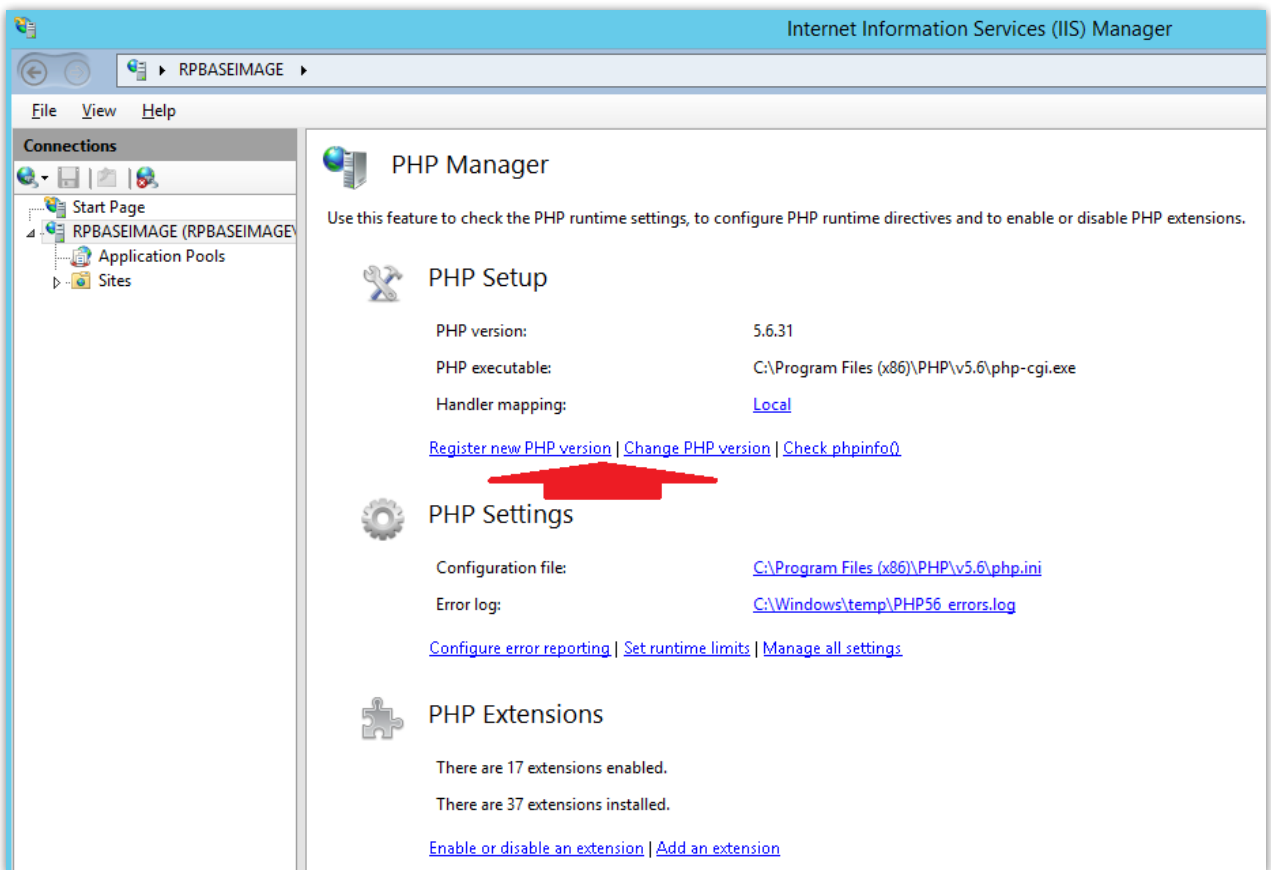 Internet Information Services (IIS) Manager
RPBASEIMAGE
File View Help
Connections
Start Page
RPBASEIMAGE (RPBASEIMAGE\
Application Pools
Sites
PHP Manager
Use this feature to check the PHP runtime settings, to configure PHP runtime directives and to enable or disable PHP extensions.
PHP Setup
PHP version: 5.6.31
PHP executable: C:\Program Files (x86)\PHP\v5.6\php-cgi.exe
Handler mapping: Local
Register new PHP version | Change PHP version | Check phpinfo()
PHP Settings
Configuration file: C:\Program Files (x86)\PHP\v5.6\php.ini
Error log: C:\Windows\temp\PHP56_errors.log
Configure error reporting | Set runtime limits | Manage all settings
PHP Extensions
There are 17 extensions enabled.
There are 37 extensions installed.
Enable or disable an extension | Add an extension